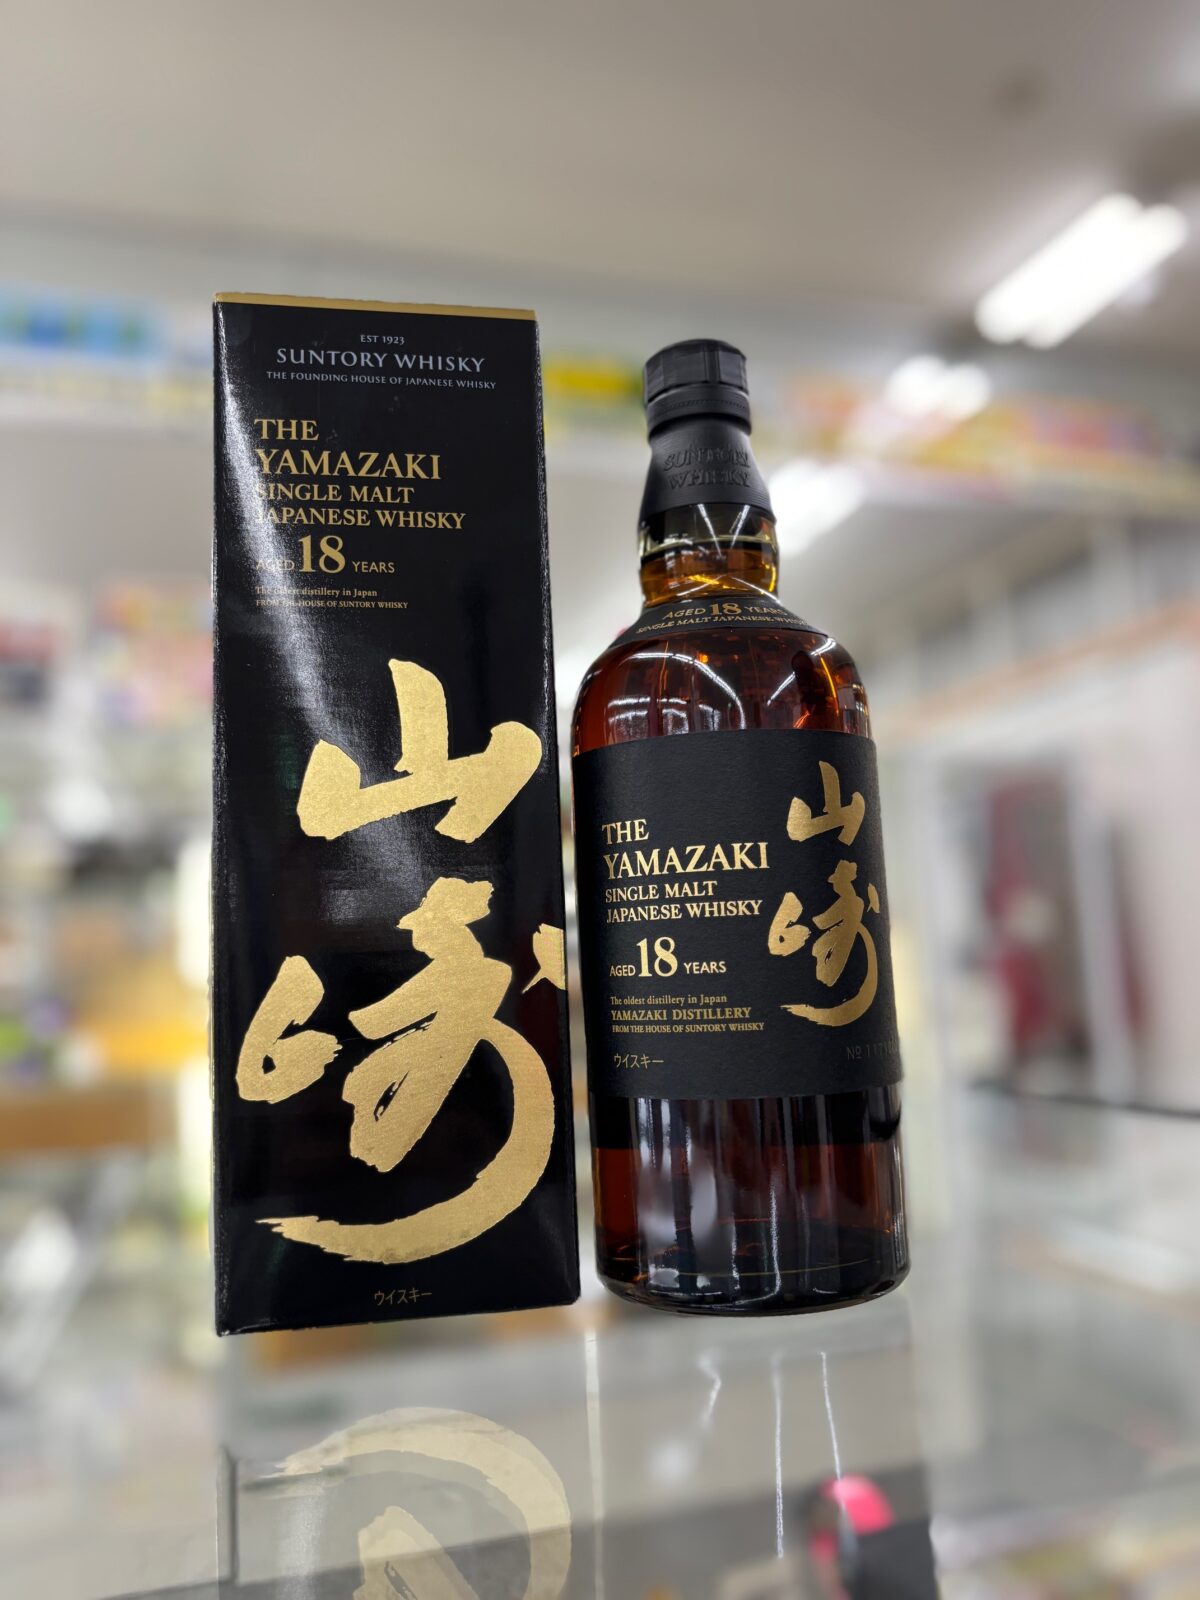 EST 1923
SUNTORY WHISKY
THE FOUNDING HOUSE OF JAPANESE WHISKY
THE
YAMAZAKI
SINGLE MALT
JAPANESE WHISKY
AGED 18 YEARS
The oldest distillery in Japan
FROM THE HOUSE OF SUNTORY WHISKY
山
崎
ウイスキー
SUNTORY
WHISKY
AGED 18 YEARS
SINGLE MALT JAPANESE WHISKY
THE
YAMAZAKI
SINGLE MALT
JAPANESE WHISKY
AGED 18 YEARS
The oldest distillery in Japan
YAMAZAKI DISTILLERY
FROM THE HOUSE OF SUNTORY WHISKY
ウイスキー
山
崎
№